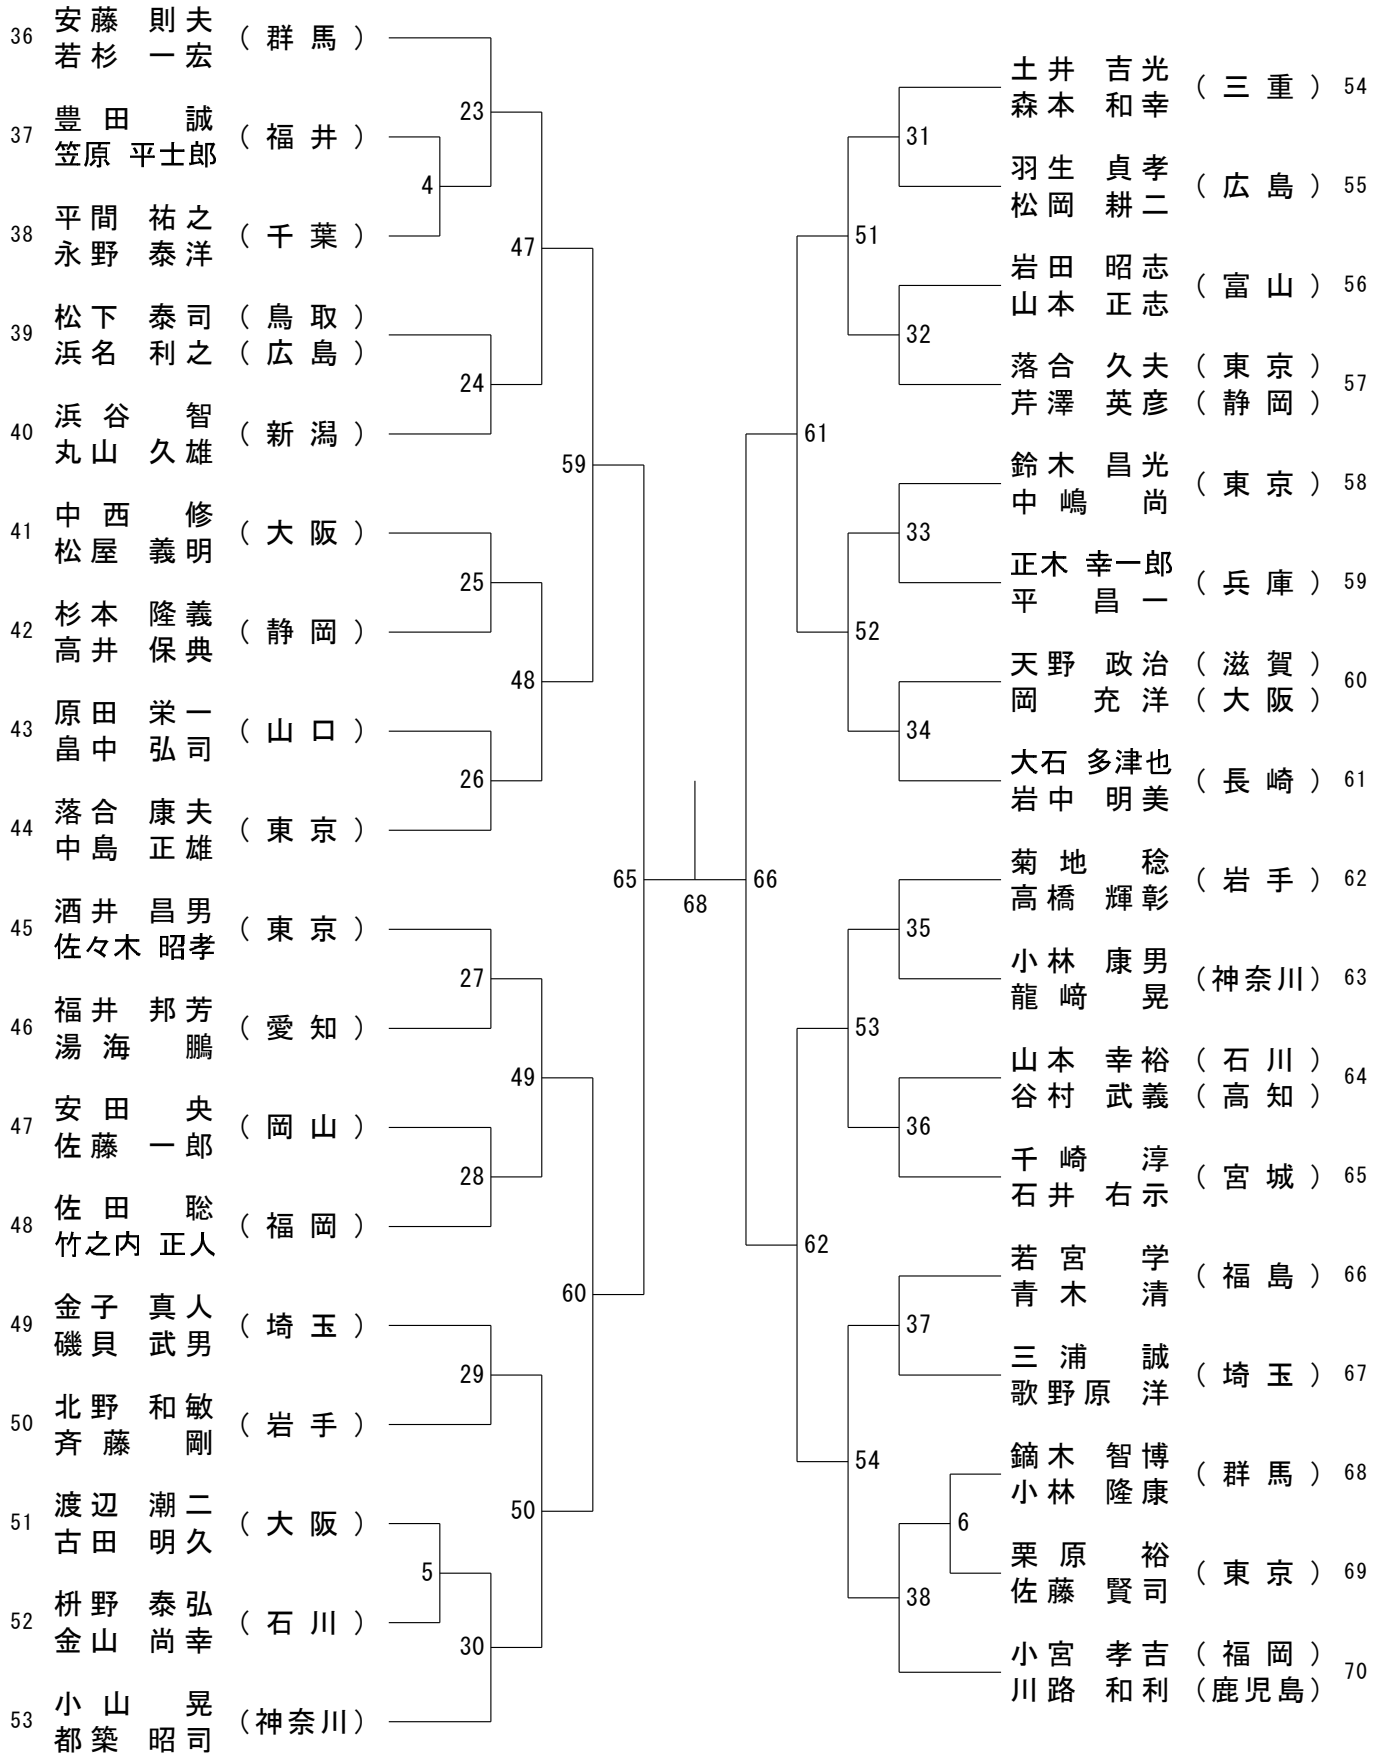 36 安藤 則夫 (群馬)
若杉 一宏
37 豊田 誠 (福井)
笠原 平士郎
38 平間 祐之 (千葉)
永野 泰洋
39 松下 泰司 (鳥取)
浜名 利之 (広島)
40 浜谷 智 (新潟)
丸山 久雄
41 中西 修 (大阪)
松屋 義明
42 杉本 隆義 (静岡)
高井 保典
43 原田 栄一 (山口)
畠中 弘司
44 落合 康夫 (東京)
中島 正雄
45 酒井 昌男 (東京)
佐々木 昭孝
46 福井 邦芳 (愛知)
湯海 鵬
47 安田 央 (岡山)
佐藤 一郎
48 佐田 聡 (福岡)
竹之内 正人
49 金子 真人 (埼玉)
磯貝 武男
50 北野 和敏 (岩手)
斉藤 剛
51 渡辺 潮二 (大阪)
古田 明久
52 枡野 泰弘 (石川)
金山 尚幸
53 小山 晃 (神奈川)
都築 昭司
23
4
47
24
59
25
48
26
65
27
49
28
60
29
50
5
30
68
66
31
51
32
61
33
52
34
35
53
36
62
37
54
6
38
土井 吉光 (三重) 54
森本 和幸
羽生 貞孝 (広島) 55
松岡 耕二
岩田 昭志 (富山) 56
山本 正志
落合 久夫 (東京) 57
芹澤 英彦 (静岡)
鈴木 昌光 (東京) 58
中嶋 尚
正木 幸一郎 (兵庫) 59
平 昌一
天野 政治 (滋賀) 60
岡 充洋 (大阪)
大石 多津也 (長崎) 61
岩中 明美
菊地 稔 (岩手) 62
高橋 輝彰
小林 康男 (神奈川) 63
龍﨑 晃
山本 幸裕 (石川) 64
谷村 武義 (高知)
千崎 淳 (宮城) 65
石井 右示
若宮 学 (福島) 66
青木 清
三浦 誠 (埼玉) 67
歌野原 洋
鏑木 智博 (群馬) 68
小林 隆康
栗原 裕 (東京) 69
佐藤 賢司
小宮 孝吉 (福岡) 70
川路 和利 (鹿児島)